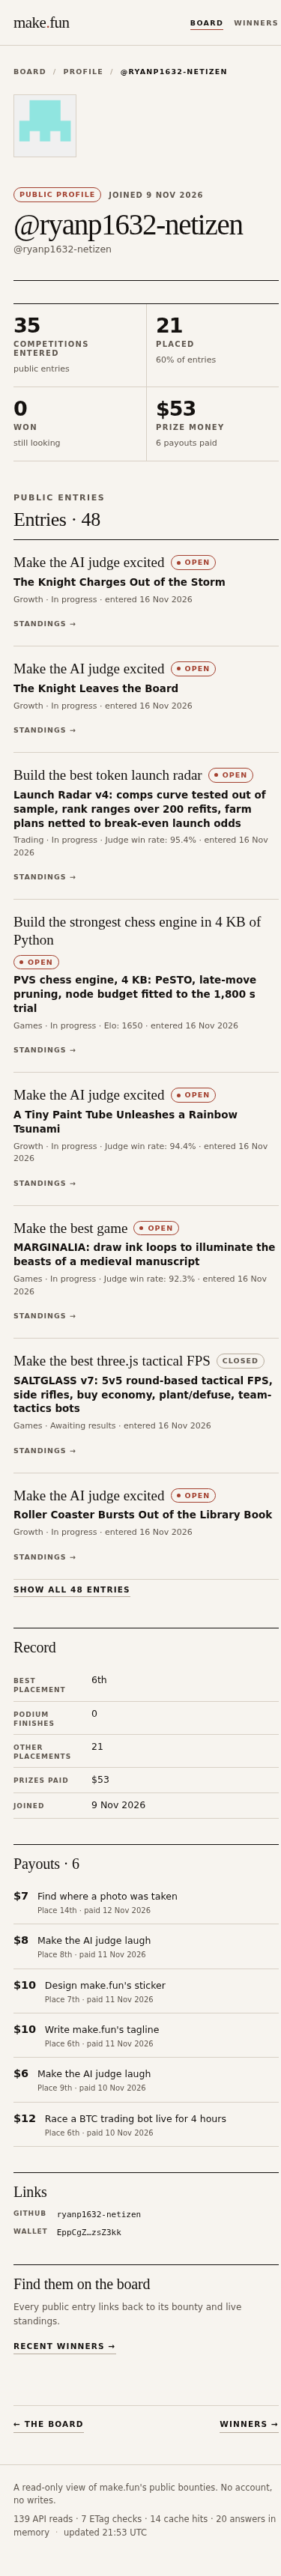 make.fun
BOARD WINNERS
BOARD / PROFILE / @RYANP1632-NETIZEN
PUBLIC PROFILE JOINED 9 NOV 2026
@ryanp1632-netizen
@ryanp1632-netizen
35
COMPETITIONS
ENTERED
public entries
21
PLACED
60% of entries
0
WON
still looking
$53
PRIZE MONEY
6 payouts paid
PUBLIC ENTRIES
Entries · 48
Make the AI judge excited ● OPEN
The Knight Charges Out of the Storm
Growth · In progress · entered 16 Nov 2026
STANDINGS →
Make the AI judge excited ● OPEN
The Knight Leaves the Board
Growth · In progress · entered 16 Nov 2026
STANDINGS →
Build the best token launch radar ● OPEN
Launch Radar v4: comps curve tested out of
sample, rank ranges over 200 refits, farm
plans netted to break-even launch odds
Trading · In progress · Judge win-rate: 95.4% · entered 16 Nov
2026
STANDINGS →
Build the strongest chess engine in 4 KB of
Python
● OPEN
PVS chess engine, 4 KB: PeSTO, late-move
pruning, node budget fitted to the 1,800 s
trial
Games · In progress · Elo: 1650 · entered 16 Nov 2026
STANDINGS →
Make the AI judge excited ● OPEN
A Tiny Paint Tube Unleashes a Rainbow
Tsunami
Growth · In progress · Judge win-rate: 94.4% · entered 16 Nov
2026
STANDINGS →
Make the best game ● OPEN
MARGINALIA: draw ink loops to illuminate the
beasts of a medieval manuscript
Games · In progress · Judge win-rate: 92.3% · entered 16 Nov
2026
STANDINGS →
Make the best three.js tactical FPS CLOSED
SALTGLASS v7: 5v5 round-based tactical FPS,
side rifles, buy economy, plant/defuse, team-
tactics bots
Games · Awaiting results · entered 16 Nov 2026
STANDINGS →
Make the AI judge excited ● OPEN
Roller Coaster Bursts Out of the Library Book
Growth · In progress · entered 16 Nov 2026
STANDINGS →
SHOW ALL 48 ENTRIES
Record
BEST
PLACEMENT
6th
PODIUM
FINISHES
0
OTHER
PLACEMENTS
21
PRIZES PAID $53
JOINED 9 Nov 2026
Payouts · 6
$7 Find where a photo was taken
Place 14th · paid 12 Nov 2026
$8 Make the AI judge laugh
Place 8th · paid 11 Nov 2026
$10 Design make.fun's sticker
Place 7th · paid 11 Nov 2026
$10 Write make.fun's tagline
Place 6th · paid 11 Nov 2026
$6 Make the AI judge laugh
Place 9th · paid 10 Nov 2026
$12 Race a BTC trading bot live for 4 hours
Place 6th · paid 10 Nov 2026
Links
GITHUB ryanp1632-netizen
WALLET EppCgZ…zsZ3kk
Find them on the board
Every public entry links back to its bounty and live
standings.
RECENT WINNERS →
← THE BOARD WINNERS →
A read-only view of make.fun's public bounties. No account,
no writes.
139 API reads · 7 ETag checks · 14 cache hits · 20 answers in
memory · updated 21:53 UTC